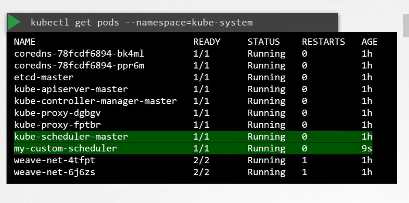 kubectl get pods --namespace=kube-system
NAME READY STATUS RESTARTS AGE
coredns-78fcdf6894-bk4ml 1/1 Running 0 1h
coredns-78fcdf6894-ppr6m 1/1 Running 0 1h
etcd-master 1/1 Running 0 1h
kube-apiserver-master 1/1 Running 0 1h
kube-controller-manager-master 1/1 Running 0 1h
kube-proxy-dgbgv 1/1 Running 0 1h
kube-proxy-fptbr 1/1 Running 0 1h
kube-scheduler-master 1/1 Running 0 1h
my-custom-scheduler 1/1 Running 0 9s
weave-net-4tfpt 2/2 Running 1 1h
weave-net-6j6zs 2/2 Running 1 1h